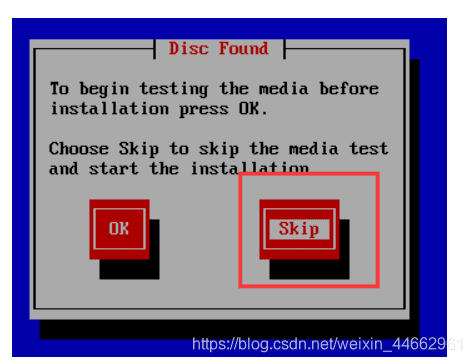 Disc Found
To begin testing the media before
installation press OK.
Choose Skip to skip the media test
and start the installation
OK
Skip
https://blog.csdn.net/weixin_44662961